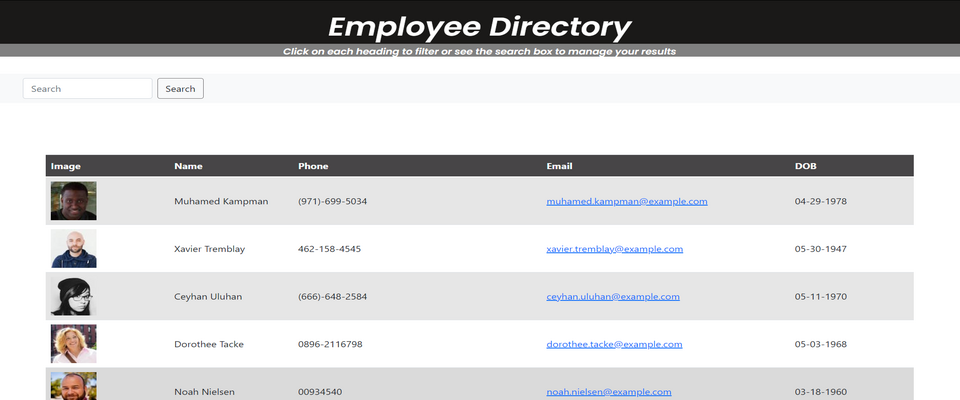 Employee Directory
Click on each heading to filter or see the search box to manage your results
Search Search
Image Name Phone Email DOB
Muhamed Kampman (971)-699-5034 muhamed.kampman@example.com 04-29-1978
Xavier Tremblay 462-158-4545 xavier.tremblay@example.com 05-30-1947
Ceyhan Uluhan (666)-648-2584 ceyhan.uluhan@example.com 05-11-1970
Dorothee Tacke 0896-2116798 dorothee.tacke@example.com 05-03-1968
Noah Nielsen 00934540 noah.nielsen@example.com 03-18-1960